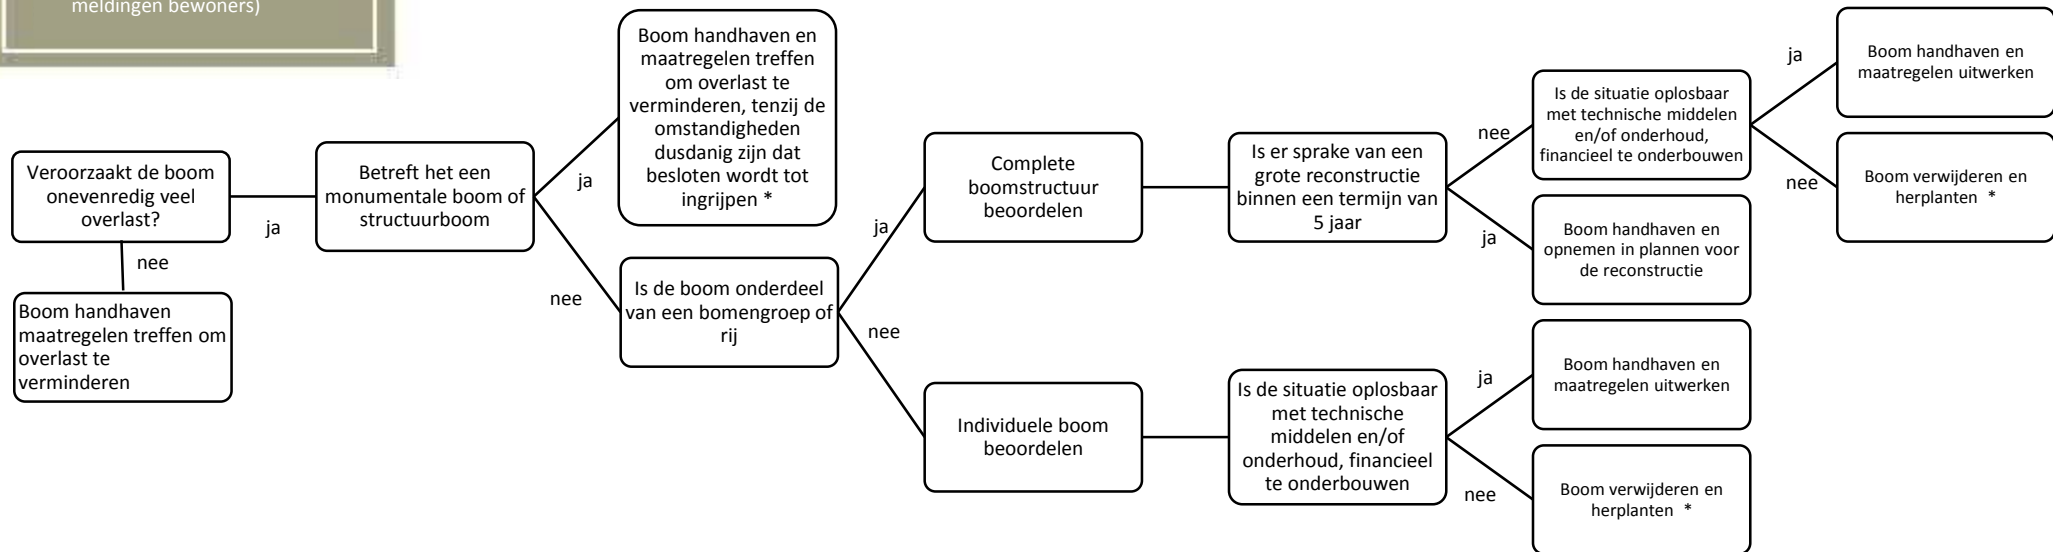 meldingen bewoners)
Veroorzaakt de boom
onevenredig veel
overlast?
ja
nee
Boom handhaven
maatregelen treffen om
overlast te
verminderen
Betreft het een
monumentale boom of
structuurboom
ja
nee
Boom handhaven en
maatregelen treffen
om overlast te
verminderen, tenzij de
omstandigheden
dusdanig zijn dat
besloten wordt tot
ingrijpen *
Is de boom onderdeel
van een bomengroep of
rij
ja
nee
Complete
boomstructuur
beoordelen
Is er sprake van een
grote reconstructie
binnen een termijn van
5 jaar
nee
ja
Is de situatie oplosbaar
met technische middelen
en/of onderhoud,
financieel te onderbouwen
ja
nee
Boom handhaven en
maatregelen uitwerken
Boom verwijderen en
herplanten *
Boom handhaven en
opnemen in plannen voor
de reconstructie
Individuele boom
beoordelen
Is de situatie oplosbaar
met technische
middelen en/of
onderhoud, financieel
te onderbouwen
ja
nee
Boom handhaven en
maatregelen uitwerken
Boom verwijderen en
herplanten *